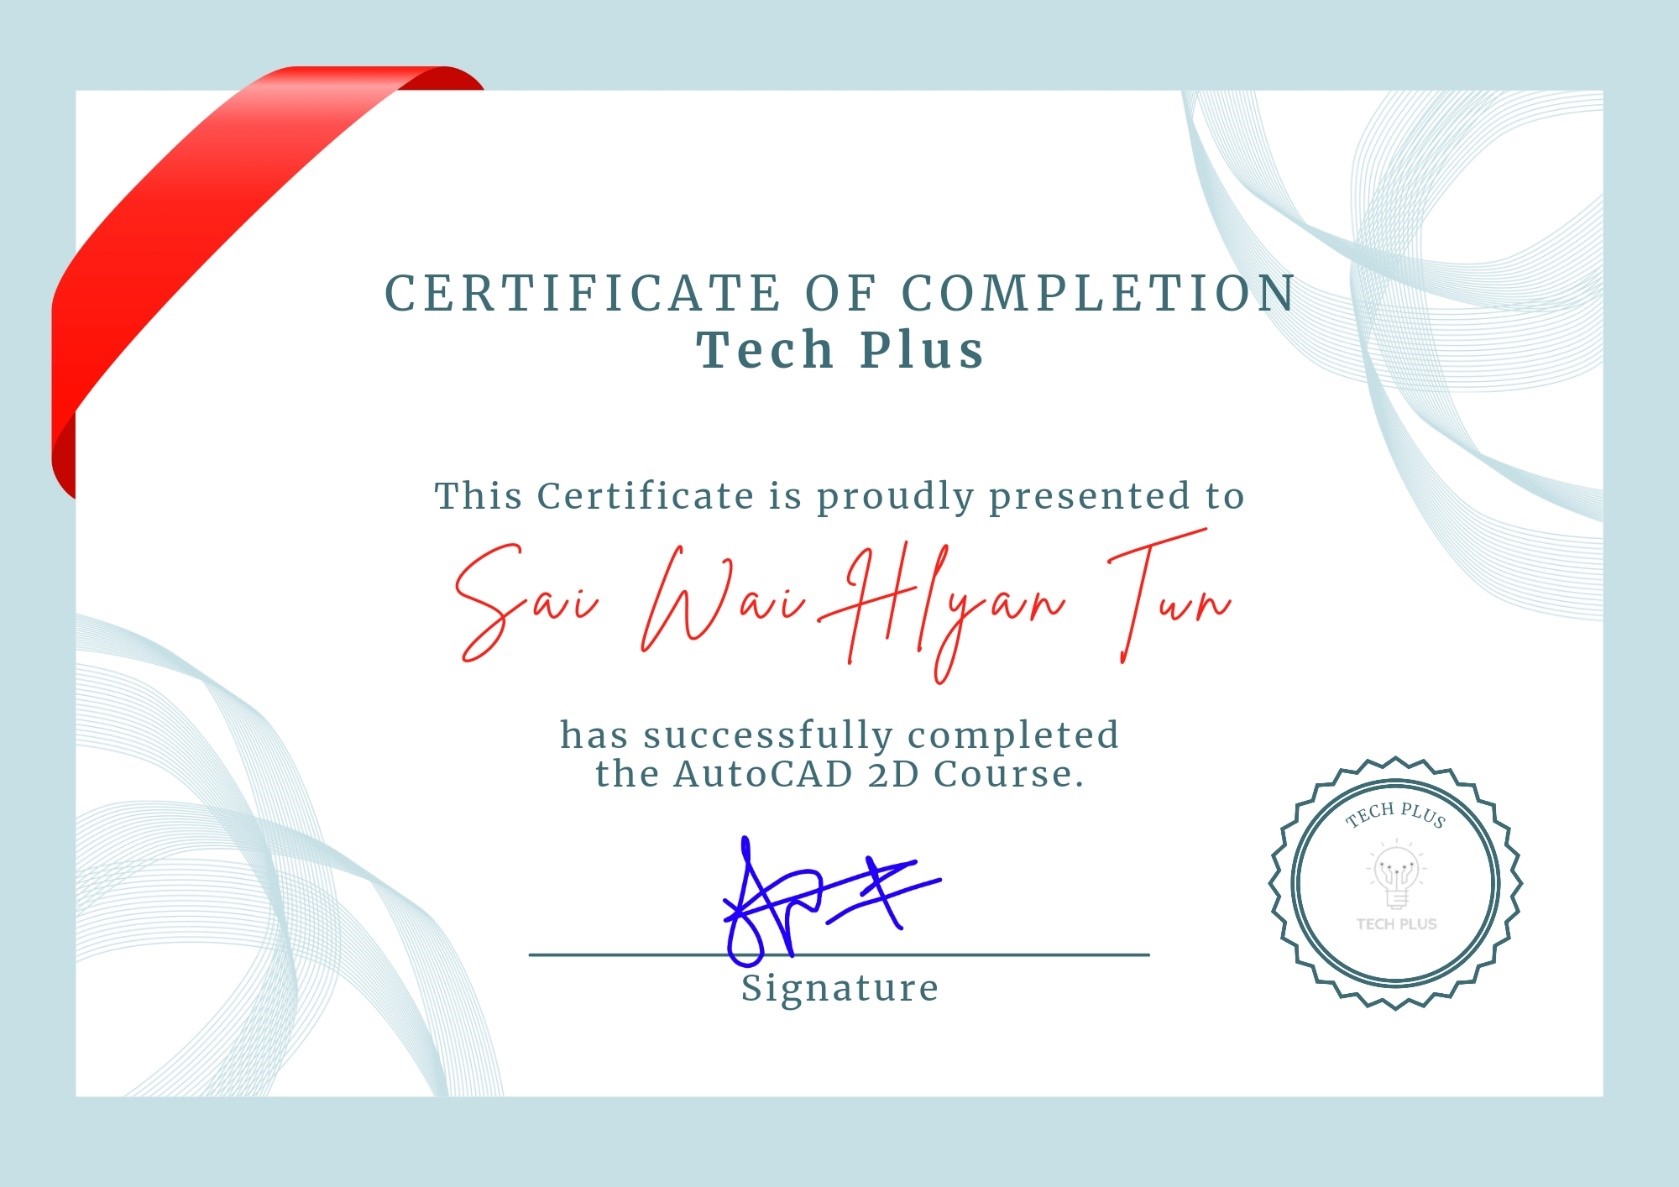 CERTIFICATE OF COMPLETION
Tech Plus
This Certificate is proudly presented to
Sai Wai Hlyan Tun
has successfully completed
the AutoCAD 2D Course.
Signature
TECH PLUS
TECH PLUS